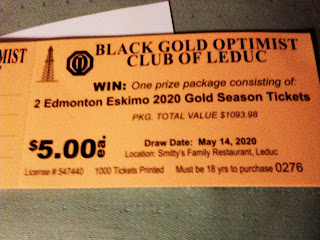 MIST
BLACK GOLD OPTIMIST
CLUB OF LEDUC
WIN: One prize package consisting of:
2 Edmonton Eskimo 2020 Gold Season Tickets
PKG. TOTAL VALUE $1093.98
$5.00 ea.
Draw Date: May 14, 2020
Location: Smitty's Family Restaurant, Leduc
License # 547440 1000 Tickets Printed Must be 18 yrs to purchase 0276